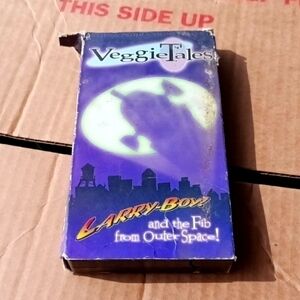 THIS SIDE UP
VeggieTales
LARRY-BOY!
and the Fib
from Outer Space!